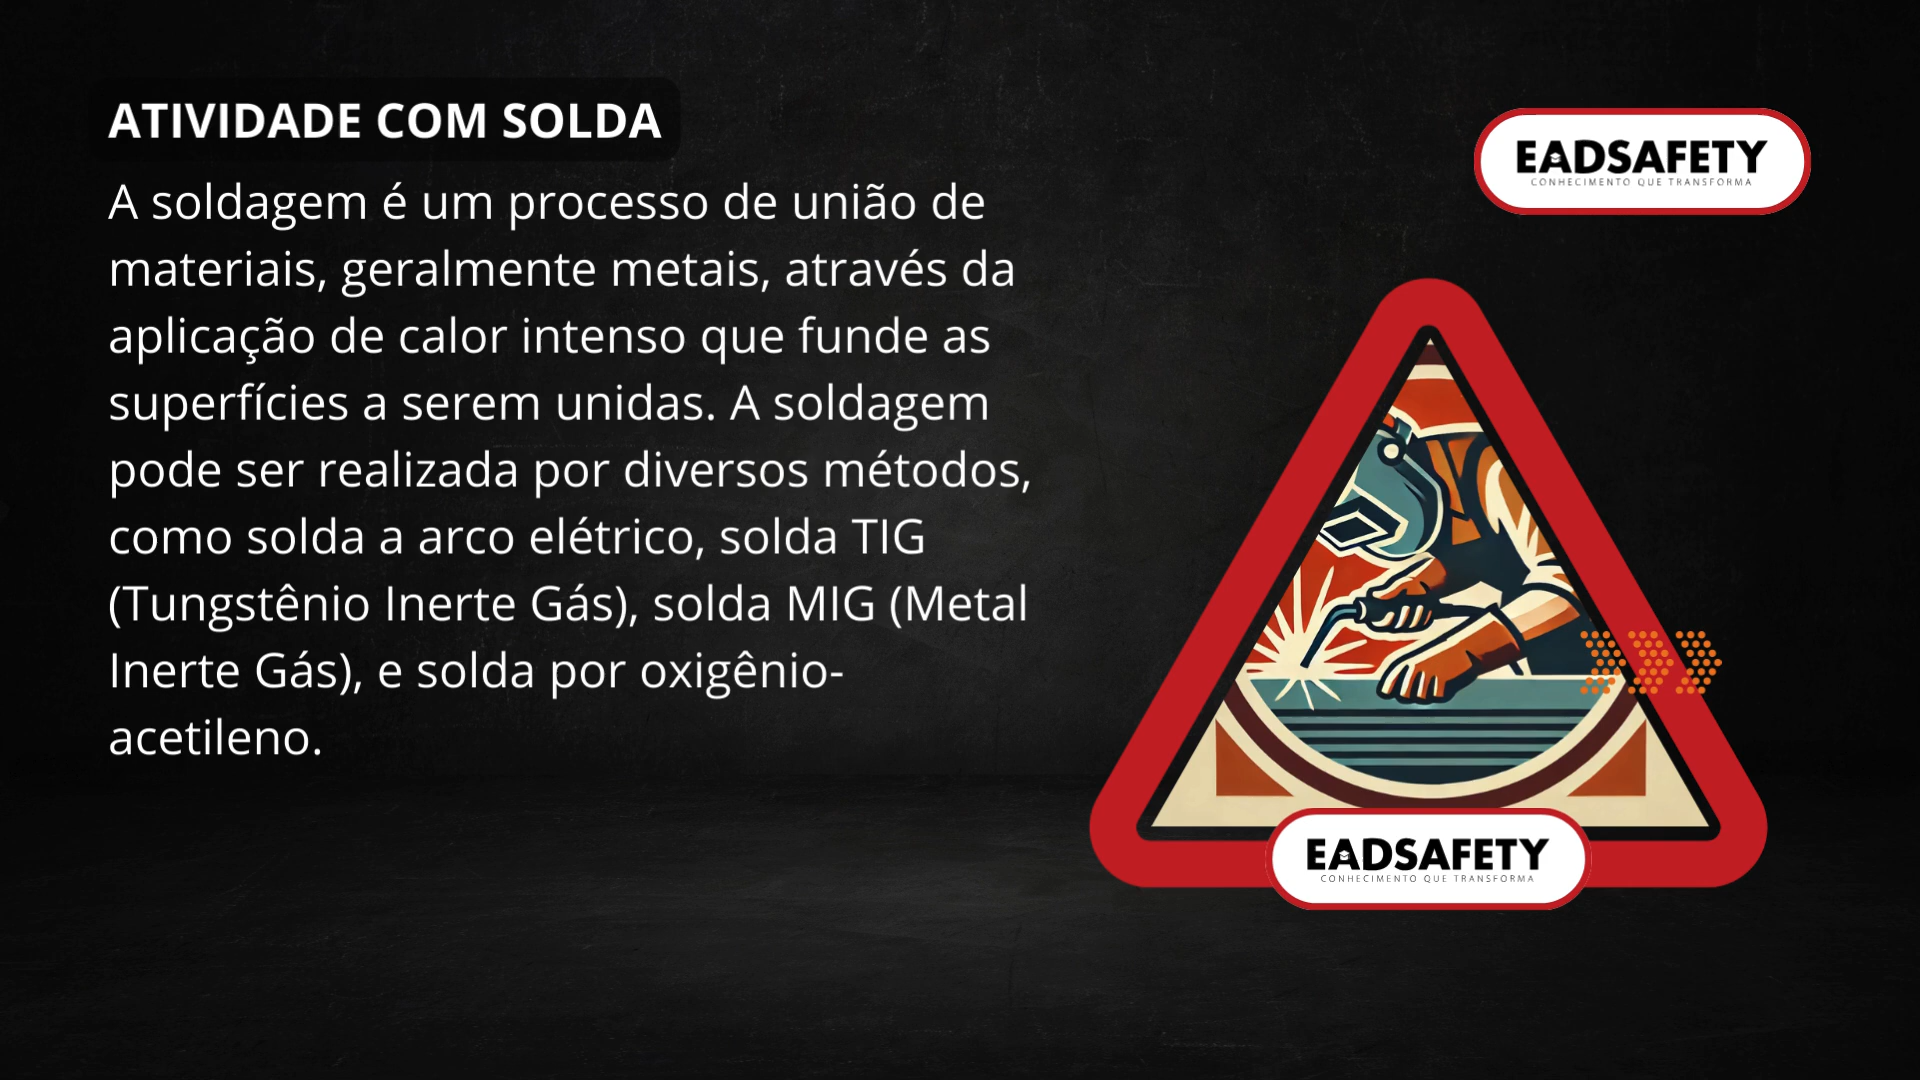 ATIVIDADE COM SOLDA
A soldagem é um processo de união de
materiais, geralmente metais, através da
aplicação de calor intenso que funde as
superfícies a serem unidas. A soldagem
pode ser realizada por diversos métodos,
como solda a arco elétrico, solda TIG
(Tungstênio Inerte Gás), solda MIG (Metal
Inerte Gás), e solda por oxigênio-
acetileno.
EADSAFETY
CONHECIMENTO QUE TRANSFORMA
EADSAFETY
CONHECIMENTO QUE TRANSFORMA